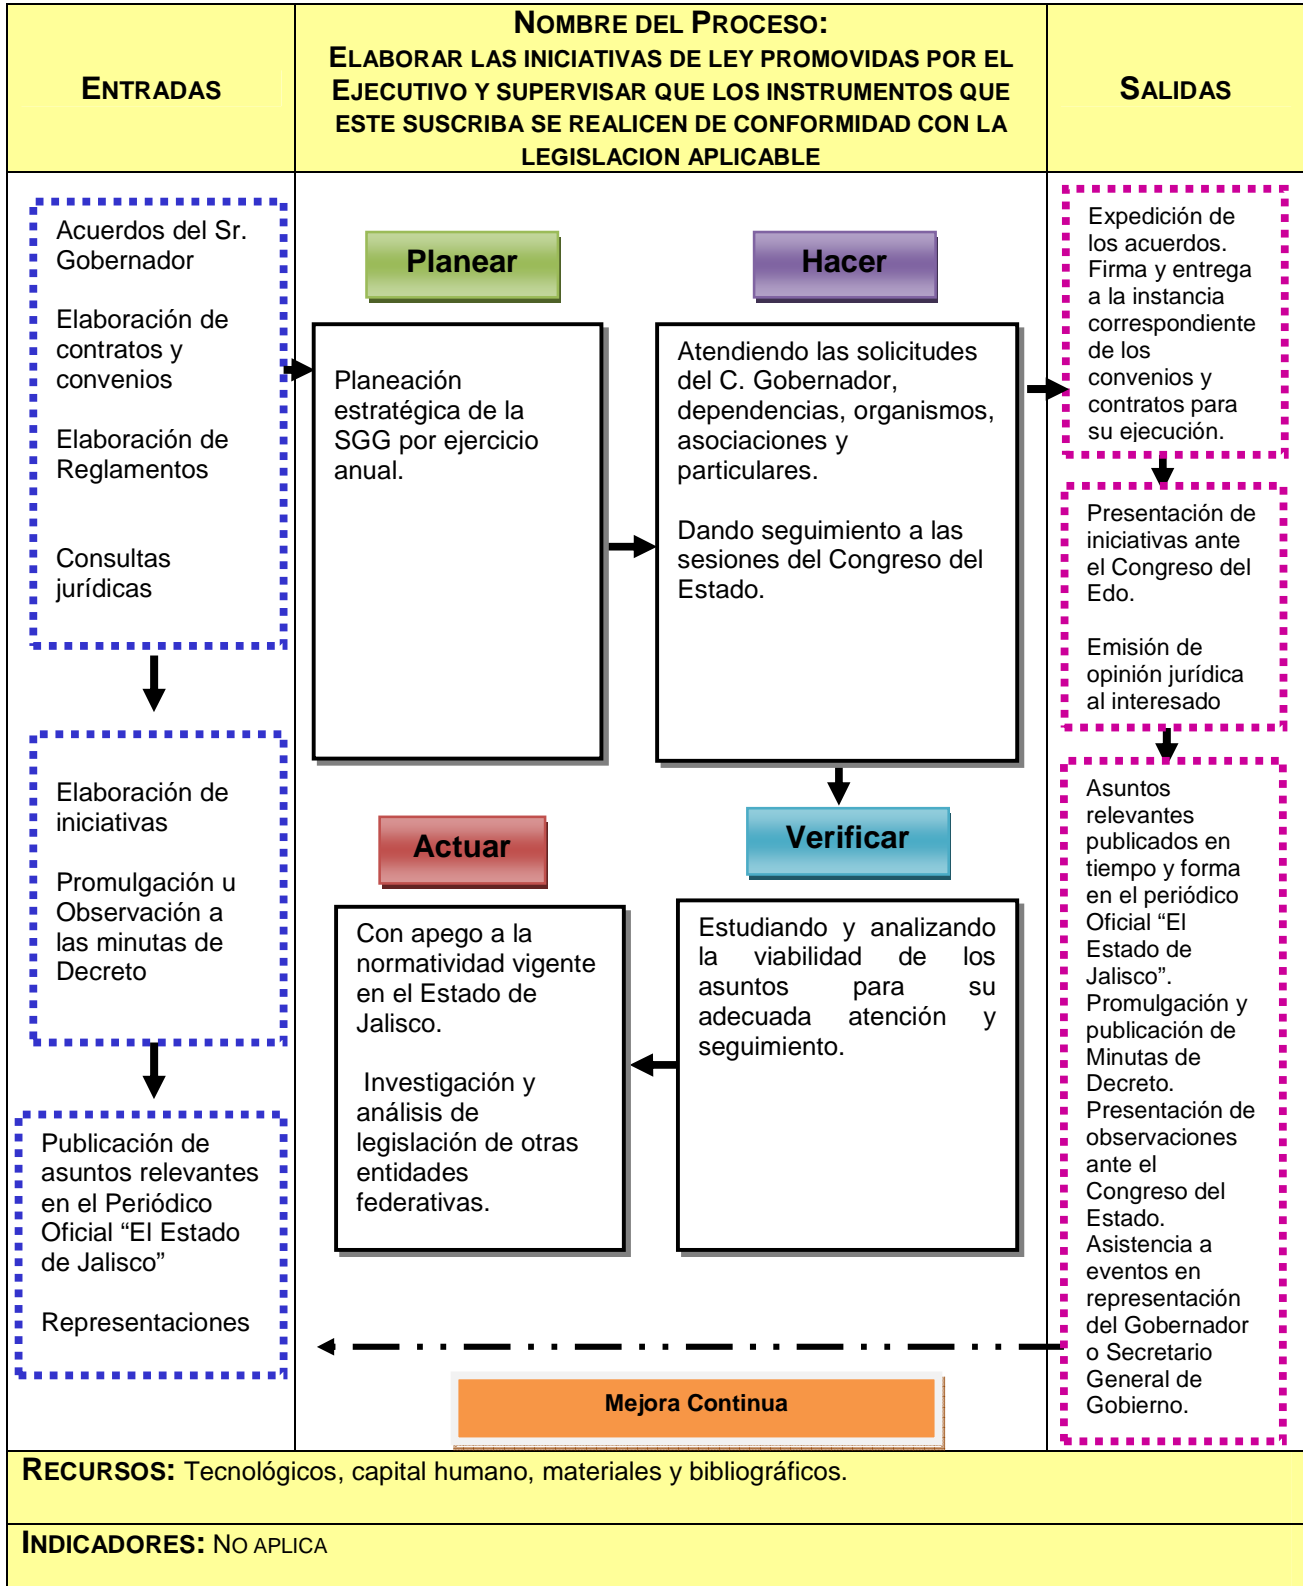 ENTRADAS
NOMBRE DEL PROCESO:
ELABORAR LAS INICIATIVAS DE LEY PROMOVIDAS POR EL
EJECUTIVO Y SUPERVISAR QUE LOS INSTRUMENTOS QUE
ESTE SUSCRIBA SE REALICEN DE CONFORMIDAD CON LA
LEGISLACION APLICABLE
SALIDAS
Acuerdos del Sr.
Gobernador
Elaboración de
contratos y
convenios
Elaboración de
Reglamentos
Consultas
jurídicas
Elaboración de
iniciativas
Promulgación u
Observación a
las minutas de
Decreto
Publicación de
asuntos relevantes
en el Periódico
Oficial “El Estado
de Jalisco”
Representaciones
Planear
Planeación
estratégica de la
SGG por ejercicio
anual.
Hacer
Atendiendo las solicitudes
del C. Gobernador,
dependencias, organismos,
asociaciones y
particulares.
Dando seguimiento a las
sesiones del Congreso del
Estado.
Actuar
Con apego a la
normatividad vigente
en el Estado de
Jalisco.
Investigación y
análisis de
legislación de otras
entidades
federativas.
Verificar
Estudiando y analizando
la viabilidad de los
asuntos para su
adecuada atención y
seguimiento.
Mejora Continua
Expedición de
los acuerdos.
Firma y entrega
a la instancia
correspondiente
de los
convenios y
contratos para
su ejecución.
Presentación de
iniciativas ante
el Congreso del
Edo.
Emisión de
opinión jurídica
al interesado
Asuntos
relevantes
publicados en
tiempo y forma
en el periódico
Oficial “El
Estado de
Jalisco”.
Promulgación y
publicación de
Minutas de
Decreto.
Presentación de
observaciones
ante el
Congreso del
Estado.
Asistencia a
eventos en
representación
del Gobernador
o Secretario
General de
Gobierno.
RECURSOS: Tecnológicos, capital humano, materiales y bibliográficos.
INDICADORES: NO APLICA